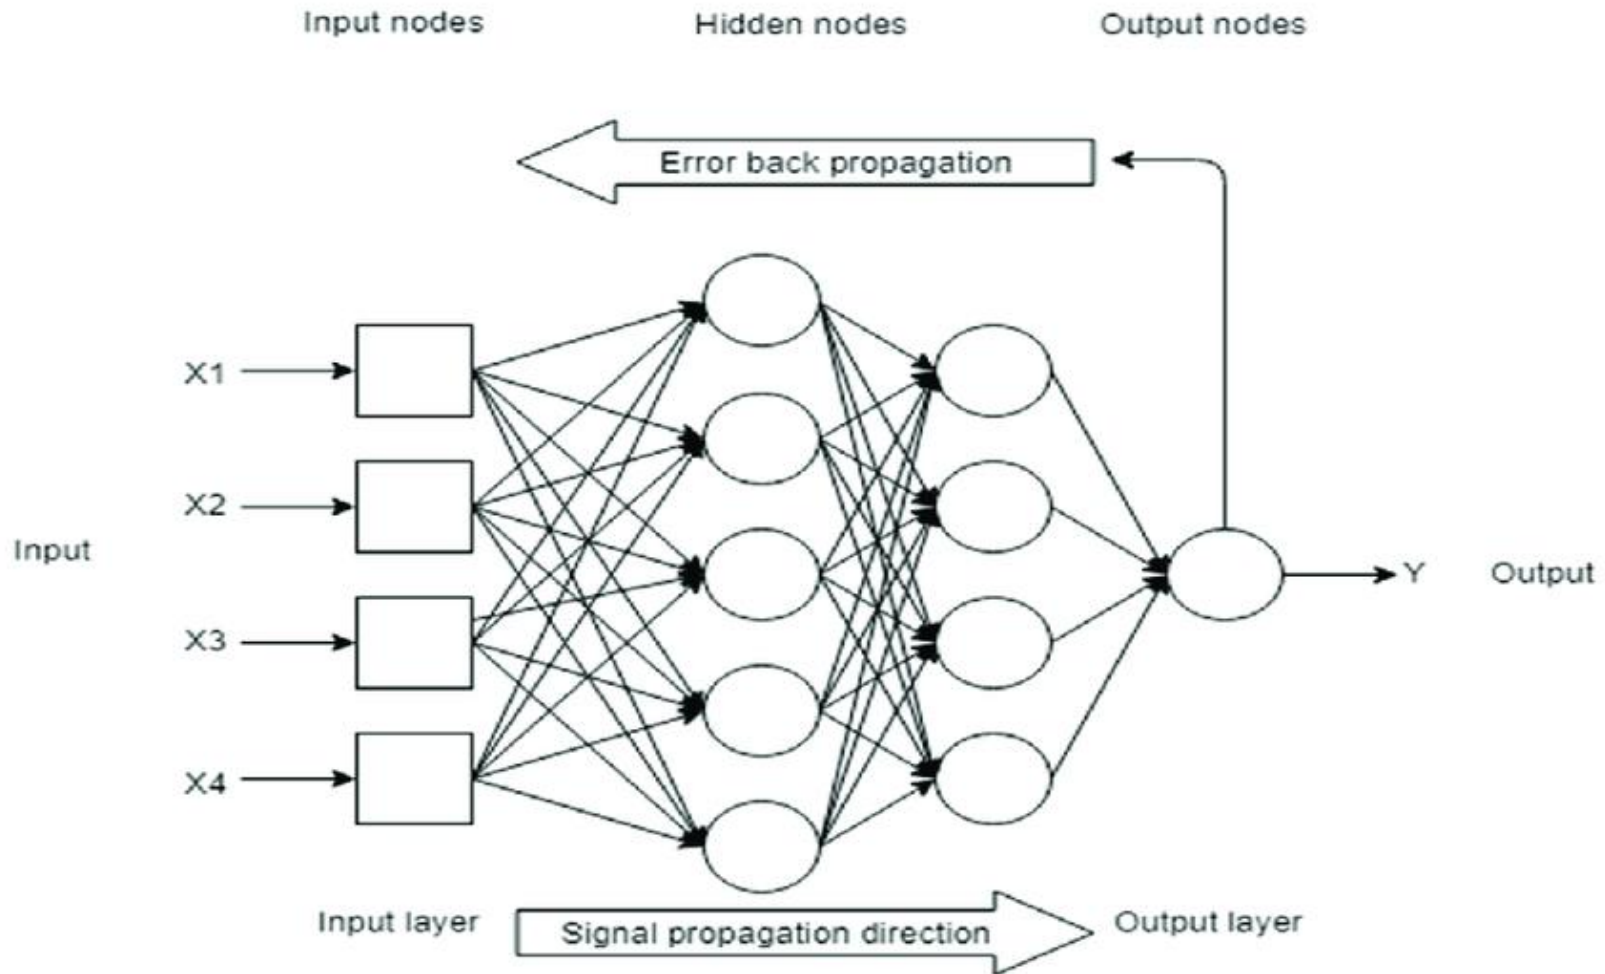 Input nodes
Hidden nodes
Output nodes
Error back propagation
X1
X2
Input
X3
X4
Y
Output
Input layer
Signal propagation direction
Output layer